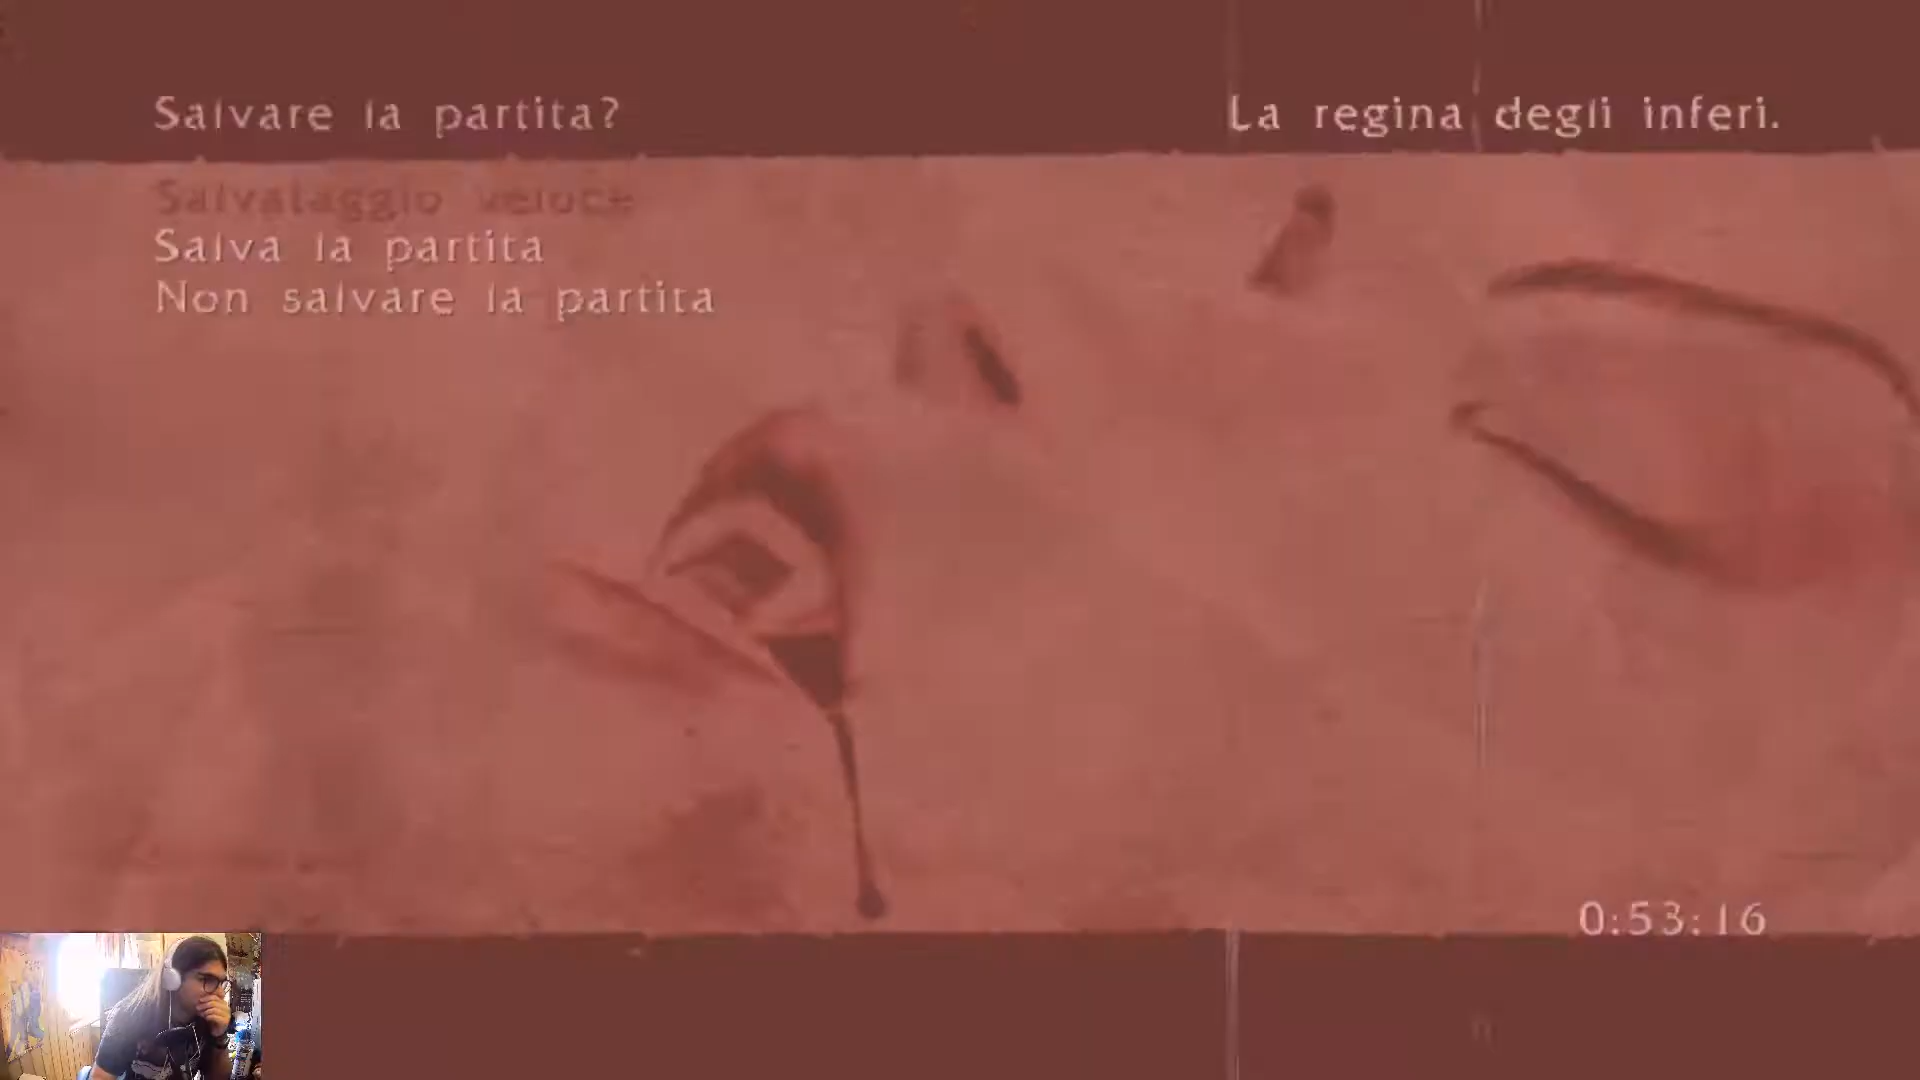 Salvare la partita?
La regina degli inferi.
Salvataggio veloce
Salva la partita
Non salvare la partita
0:53:16